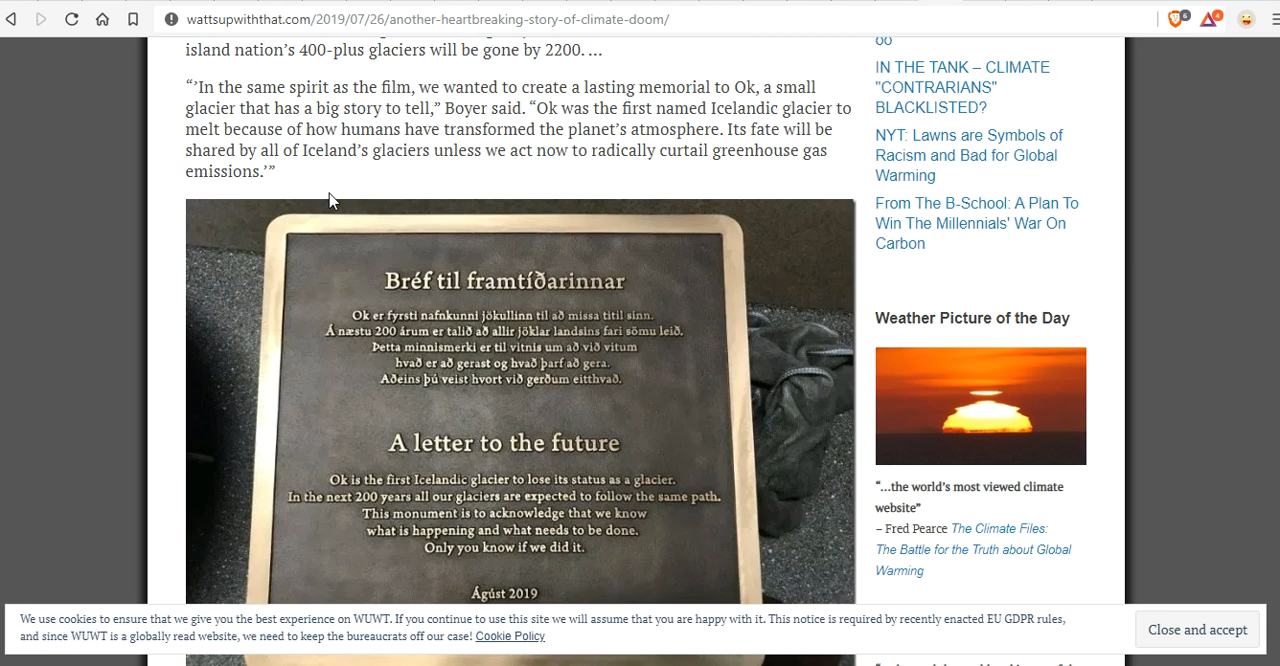 wattsupwiththat.com/2019/07/26/another-heartbreaking-story-of-climate-doom/
6
4
island nation’s 400-plus glaciers will be gone by 2200. …
“’In the same spirit as the film, we wanted to create a lasting memorial to Ok, a small
glacier that has a big story to tell,” Boyer said. “Ok was the first named Icelandic glacier to
melt because of how humans have transformed the planet’s atmosphere. Its fate will be
shared by all of Iceland’s glaciers unless we act now to radically curtail greenhouse gas
emissions.’”
Bréf til framtíðarinnar
Ok er fyrsti nafnkunni jökullinn til að missa titil sinn.
Á næstu 200 árum er talið að allir jöklar landsins fari sömu leið.
Þetta minnismerki er til vitnis um að við vitum
hvað er að gerast og hvað þarf að gera.
Aðeins þú veist hvort við gerðum eitthvað.
A letter to the future
Ok is the first Icelandic glacier to lose its status as a glacier.
In the next 200 years all our glaciers are expected to follow the same path.
This monument is to acknowledge that we know
what is happening and what needs to be done.
Only you know if we did it.
Ágúst 2019
IN THE TANK – CLIMATE
"CONTRARIANS"
BLACKLISTED?
NYT: Lawns are Symbols of
Racism and Bad for Global
Warming
From The B-School: A Plan To
Win The Millennials' War On
Carbon
Weather Picture of the Day
“…the world’s most viewed climate
website”
– Fred Pearce The Climate Files:
The Battle for the Truth about Global
Warming
We use cookies to ensure that we give you the best experience on WUWT. If you continue to use this site we will assume that you are happy with it. This notice is required by recently enacted EU GDPR rules,
and since WUWT is a globally read website, we need to keep the bureaucrats off our case! Cookie Policy
Close and accept